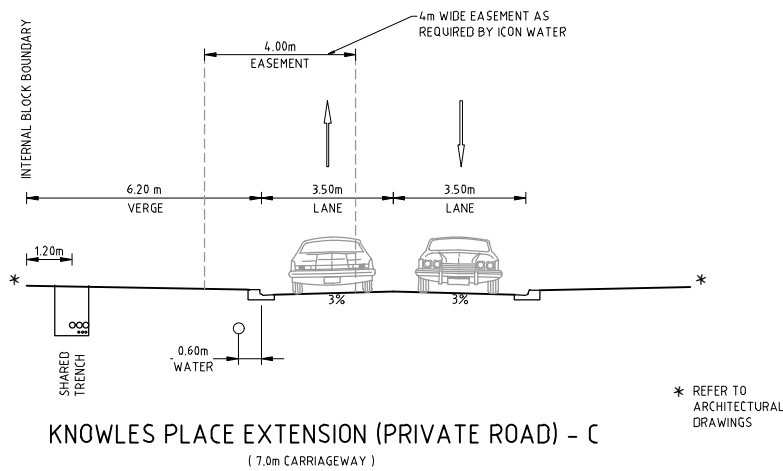 4m WIDE EASEMENT AS
REQUIRED BY ICON WATER
INTERNAL BLOCK BOUNDARY
4.00m
EASEMENT
6.20 m
VERGE
3.50m
LANE
3.50m
LANE
1.20m
*
*
3%
3%
0.60m
WATER
SHARED
TRENCH
* REFER TO
ARCHITECTURAL
DRAWINGS
KNOWLES PLACE EXTENSION (PRIVATE ROAD) - C
( 7.0m CARRIAGEWAY )